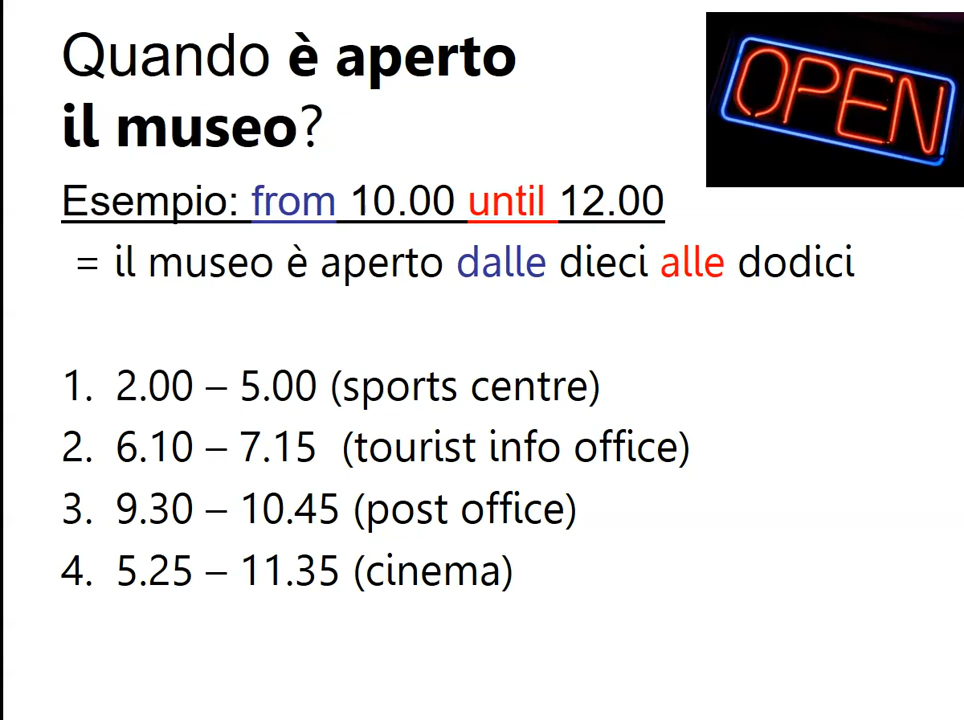 Quando è aperto
il museo?
OPEN
Esempio: from 10.00 until 12.00
= il museo è aperto dalle dieci alle dodici
1. 2.00 – 5.00 (sports centre)
2. 6.10 – 7.15 (tourist info office)
3. 9.30 – 10.45 (post office)
4. 5.25 – 11.35 (cinema)